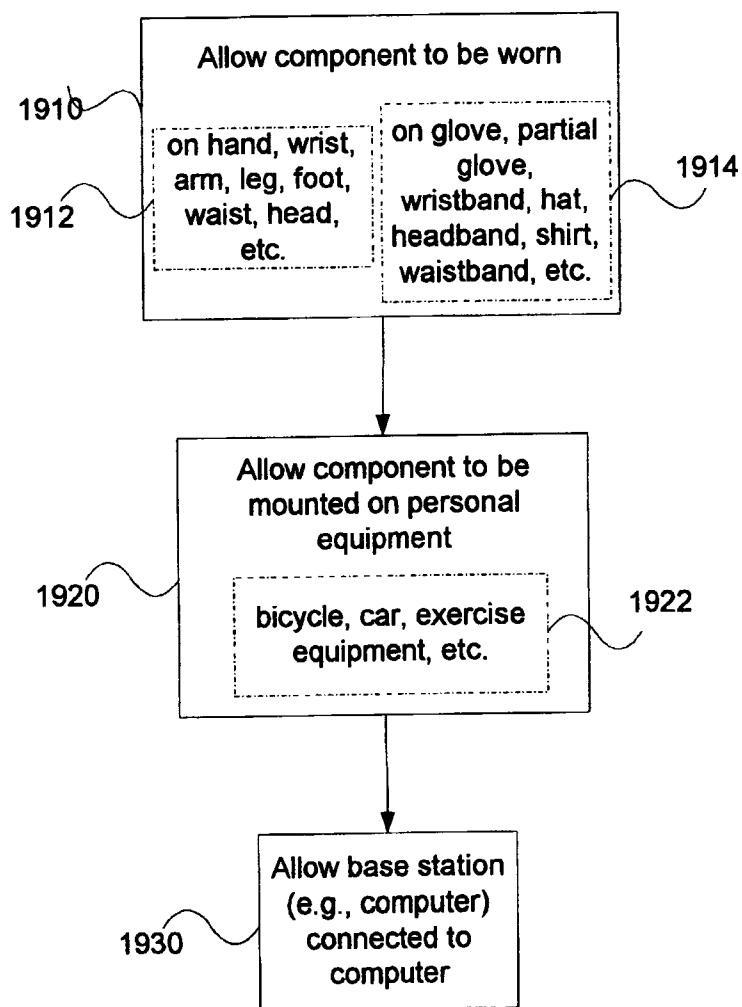 Allow component to be worn
1910
on hand, wrist,
arm, leg, foot,
waist, head,
etc.
1912
on glove, partial
glove,
wristband, hat,
headband, shirt,
waistband, etc.
1914
Allow component to be
mounted on personal
equipment
1920
bicycle, car, exercise
equipment, etc.
1922
Allow base station
(e.g., computer)
connected to
computer
1930